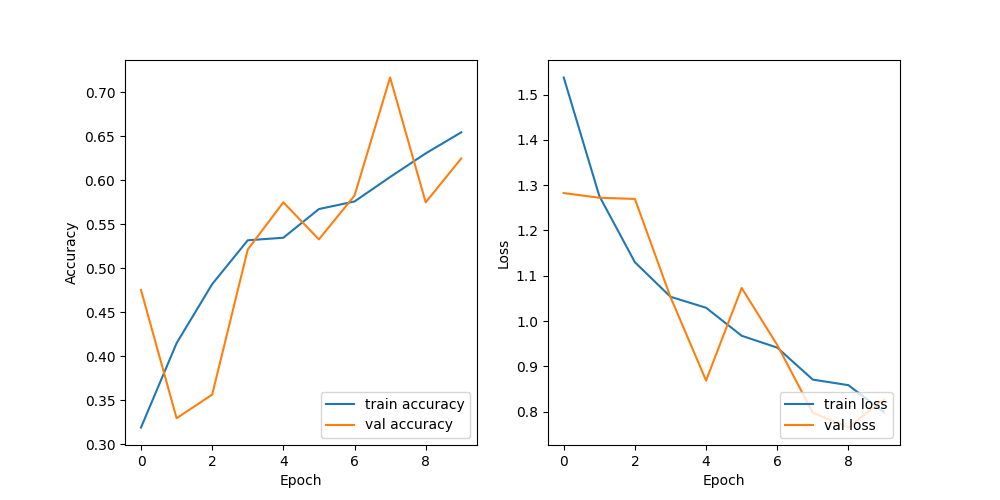 0.70
0.65
0.60
0.55
0.50
0.45
0.40
0.35
0.30
Accuracy
0 2 4 6 8
Epoch
train accuracy
val accuracy
1.5
1.4
1.3
1.2
1.1
1.0
0.9
0.8
Loss
0 2 4 6 8
Epoch
train loss
val loss